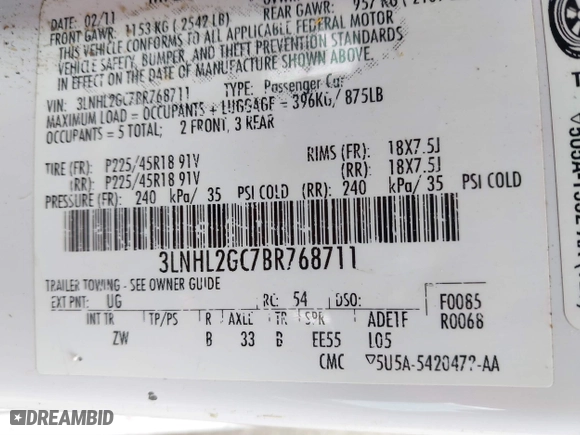 DATE: 02/11
FRONT GAWR: 1153 KG (2542 LB) REAR GAWR: 957 KG
THIS VEHICLE CONFORMS TO ALL APPLICABLE FEDERAL MOTOR
VEHICLE SAFETY, BUMPER, AND THEFT PREVENTION STANDARDS
IN EFFECT ON THE DATE OF MANUFACTURE SHOWN ABOVE.
VIN: 3LNHL2GC7BR768711 TYPE: Passenger Car
MAXIMUM LOAD = OCCUPANTS + LUGGAGE = 396KG/ 875LB
OCCUPANTS = 5 TOTAL; 2 FRONT, 3 REAR
TIRE (FR): P225/45R18 91V RIMS (FR): 18X7.5J
(RR): P225/45R18 91V (RR): 18X7.5J
PRESSURE (FR): 240 kPa/ 35 PSI COLD (RR): 240 kPa/ 35 PSI COLD
3LNHL2GC7BR768711
TRAILER TOWING - SEE OWNER GUIDE
EXT PNT: UG RC: 54 DSO: F0085
INT TR TP/PS R AXLE TR SPR ADE1F R0068
ZW B 33 B EE55 L05
CMC ▽5U5A-5420472-AA
DREAMBID
DREAMBID